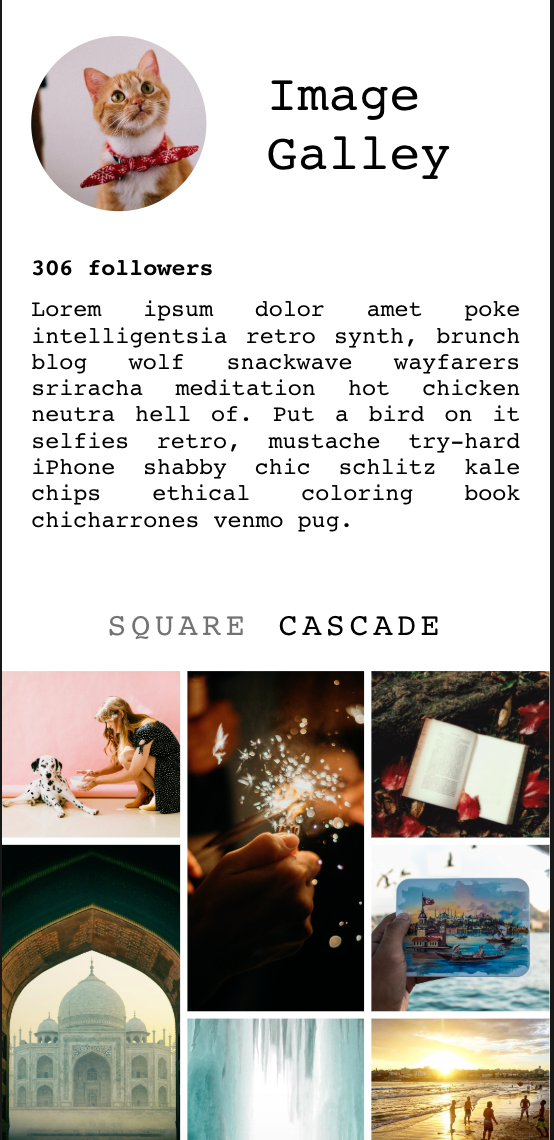 Image
Galley
306 followers
Lorem ipsum dolor amet poke
intelligentsia retro synth, brunch
blog wolf snackwave wayfarers
sriracha meditation hot chicken
neutra hell of. Put a bird on it
selfies retro, mustache try-hard
iPhone shabby chic schlitz kale
chips ethical coloring book
chicharrones venmo pug.
SQUARE CASCADE